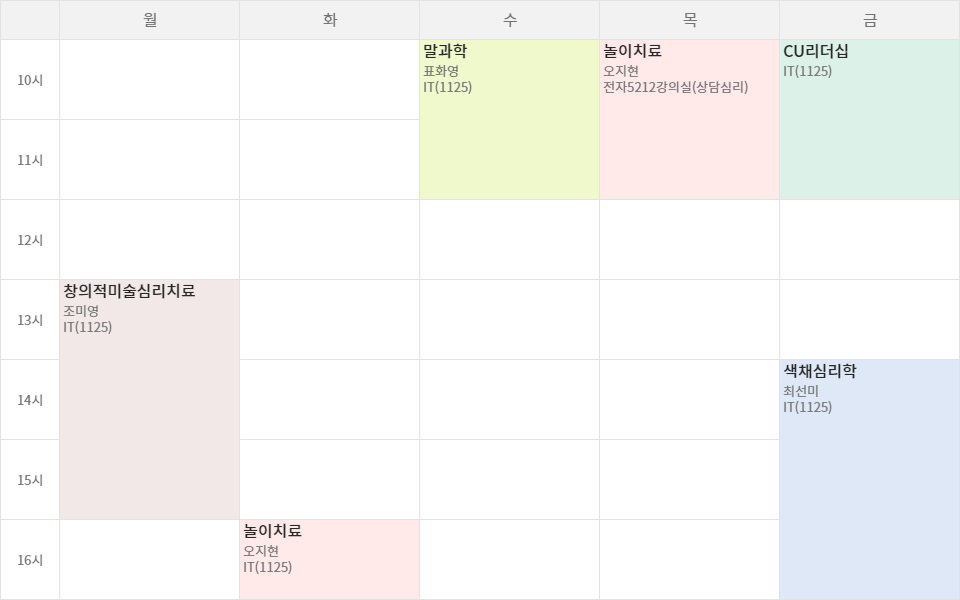 월 화 수 목 금
10시
말과학
표화영
IT(1125)
놀이치료
오지현
전자5212강의실(상담심리)
CU리더십
IT(1125)
11시
12시
13시
창의적미술심리치료
조미영
IT(1125)
14시
색채심리학
최선미
IT(1125)
15시
16시
놀이치료
오지현
IT(1125)